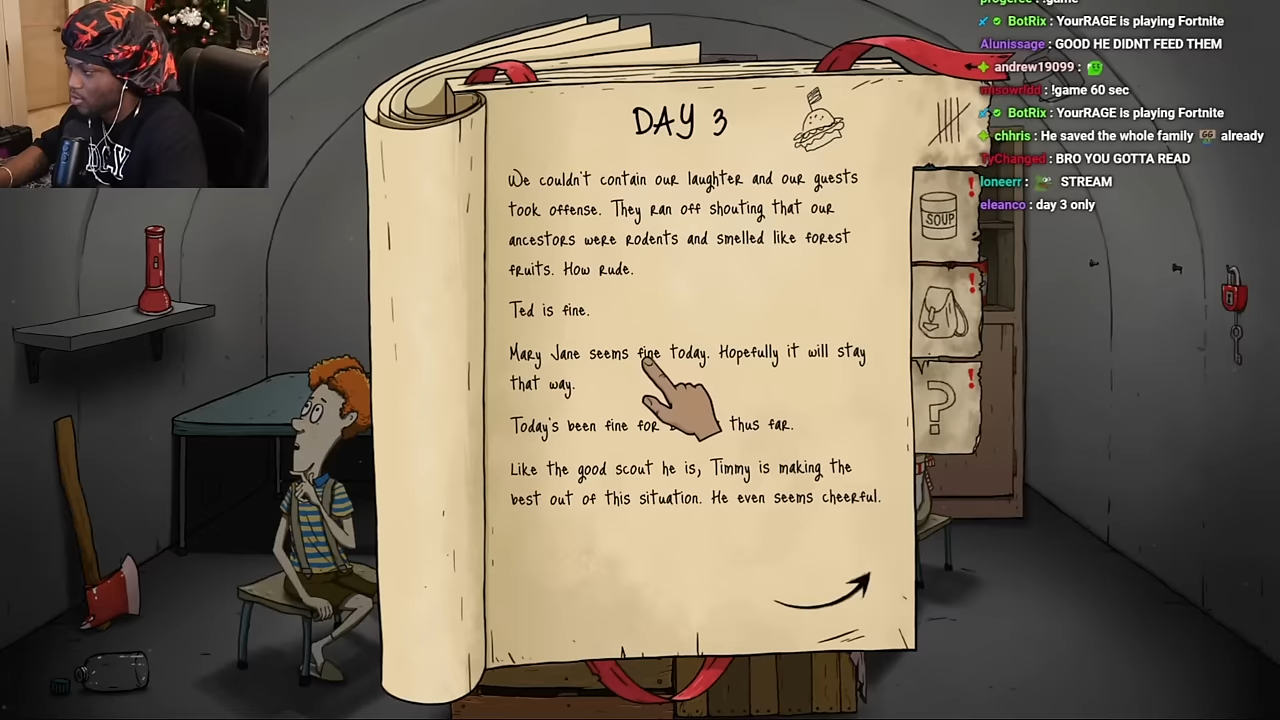 progeree : !game
BotRix : YourRAGE is playing Fortnite
Alunissage : GOOD HE DIDNT FEED THEM
andrew19099 :
misowrldd : !game 60 sec
BotRix : YourRAGE is playing Fortnite
chhris : He saved the whole family already
TyChanged : BRO YOU GOTTA READ
loneerr : STREAM
eleanco : day 3 only
DAY 3
We couldn't contain our laughter and our guests
took offense. They ran off shouting that our
ancestors were rodents and smelled like forest
fruits. How rude.
Ted is fine.
Mary Jane seems fine today. Hopefully it will stay
that way.
Today's been fine for thus far.
Like the good scout he is, Timmy is making the
best out of this situation. He even seems cheerful.
SOUP
!
!
?
!